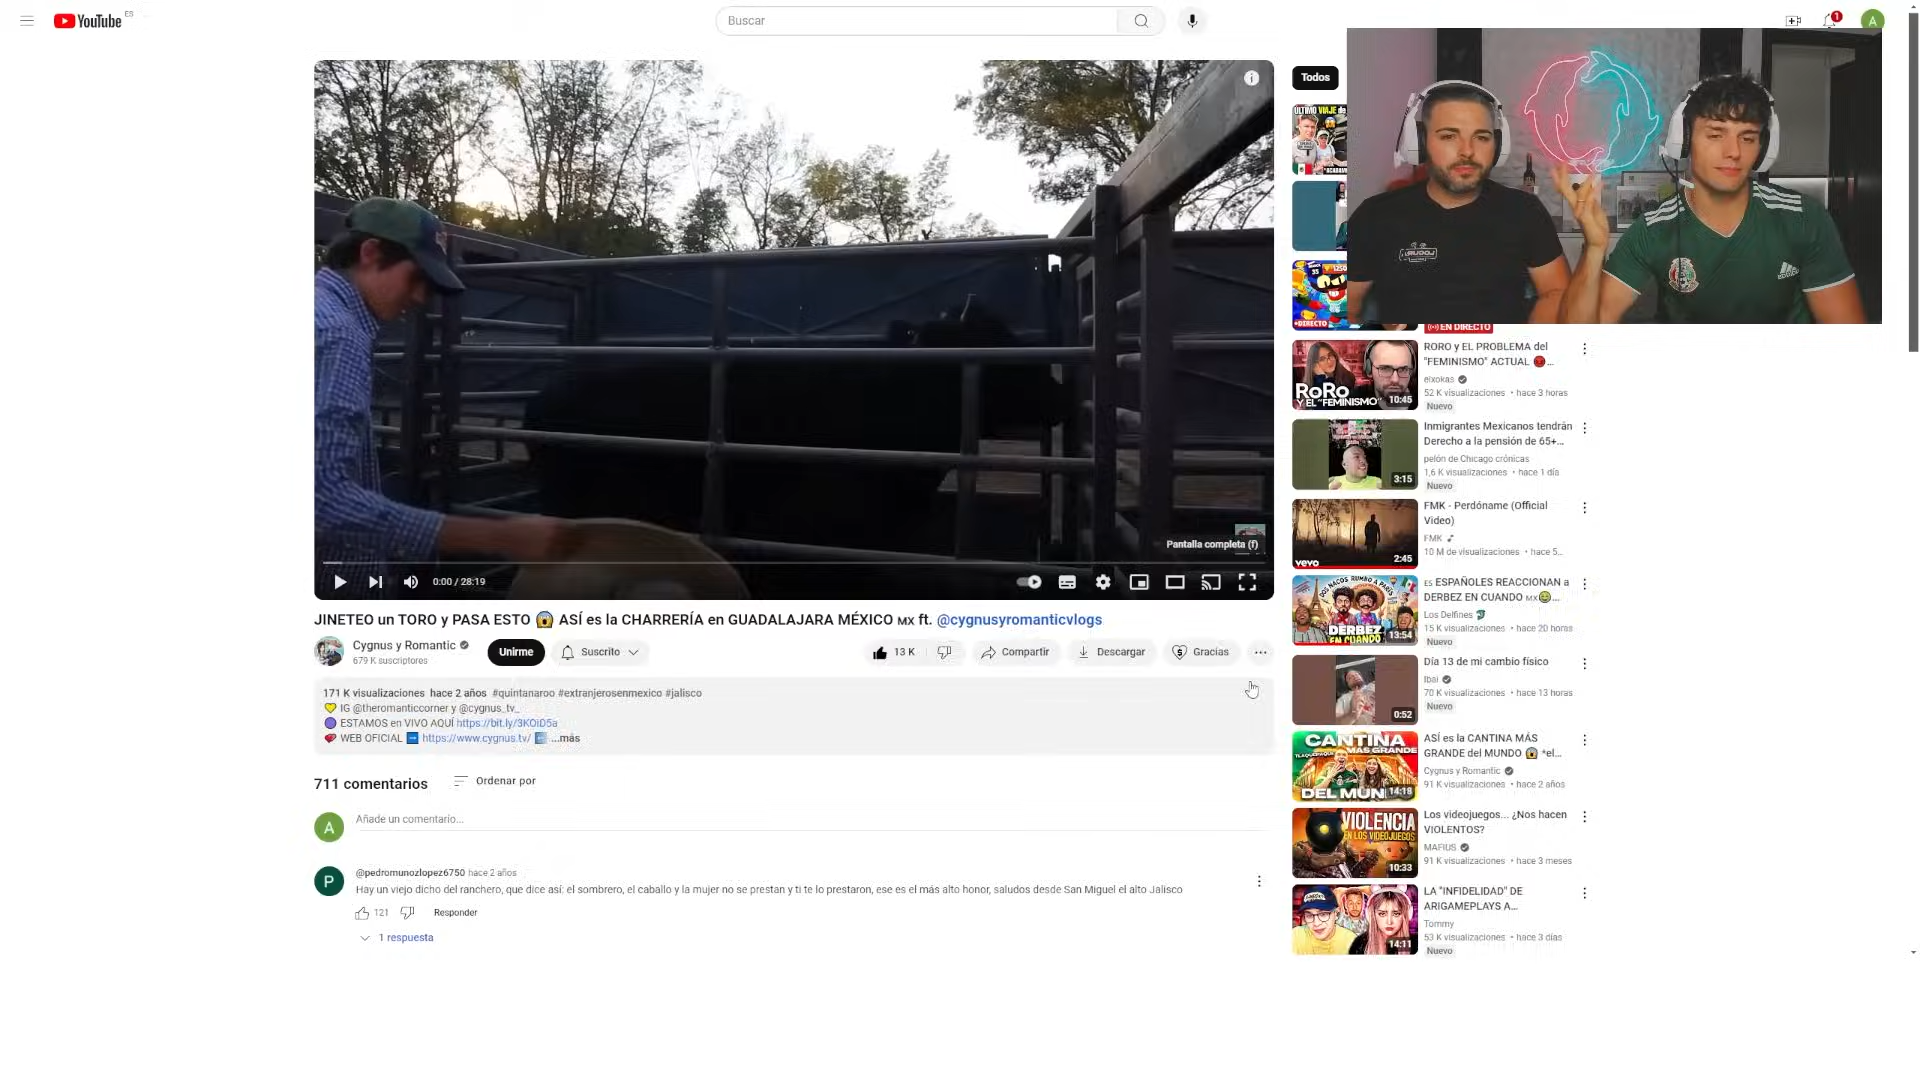 YouTube ES
Buscar
1
A
Todos
ÚLTIMO VIAJE de
+DIRECTO
EN DIRECTO
Pantalla completa (f)
0:00 / 28:19
JINETEO un TORO y PASA ESTO 😱 ASÍ es la CHARRERÍA en GUADALAJARA MÉXICO MX ft. @cygnusyromanticvlogs
Cygnus y Romantic
679 K suscriptores
Unirme
Suscrito
13 K
Compartir
Descargar
Gracias
171 K visualizaciones hace 2 años #quintanaroo #extranjerosenmexico #jalisco
💛 IG @theromanticcorner y @cygnus_tv_
🟣 ESTAMOS en VIVO AQUÍ https://bit.ly/3KQiD5a
WEB OFICIAL ➡ https://www.cygnus.tv/ ...más
711 comentarios
Ordenar por
A
Añade un comentario...
P
@pedromunozlopez6750 hace 2 años
Hay un viejo dicho del ranchero, que dice así: el sombrero, el caballo y la mujer no se prestan y ti te lo prestaron, ese es el más alto honor, saludos desde San Miguel el alto Jalisco
121
Responder
1 respuesta
RORO Y EL "FEMINISMO"
10:45
RORO y EL PROBLEMA del
"FEMINISMO" ACTUAL 😡...
elxokas
52 K visualizaciones • hace 3 horas
Nuevo
3:15
Inmigrantes Mexicanos tendrán
Derecho a la pensión de 65+...
pelón de Chicago crónicas
1,6 K visualizaciones • hace 1 día
Nuevo
vevo
2:45
FMK - Perdóname (Official
Video)
FMK
10 M de visualizaciones • hace 5...
DOS NACOS RUMBO A PARÍS
DERBEZ
EN CUANDO
13:54
ES ESPAÑOLES REACCIONAN a
DERBEZ EN CUANDO MX🤣...
Los Delfines
15 K visualizaciones • hace 20 horas
Nuevo
0:52
Día 13 de mi cambio físico
Ibai
70 K visualizaciones • hace 13 horas
Nuevo
CANTINA
TLAQUEPAQUE
MÁS GRANDE
DEL MUN
14:18
ASÍ es la CANTINA MÁS
GRANDE del MUNDO 😱 *el...
Cygnus y Romantic
91 K visualizaciones • hace 2 años
VIOLENCIA
EN LOS VIDEOJUEGOS
10:33
Los videojuegos... ¿Nos hacen
VIOLENTOS?
MAFIUS
91 K visualizaciones • hace 3 meses
14:11
LA "INFIDELIDAD" DE
ARIGAMEPLAYS A...
Tommy
53 K visualizaciones • hace 3 días
Nuevo